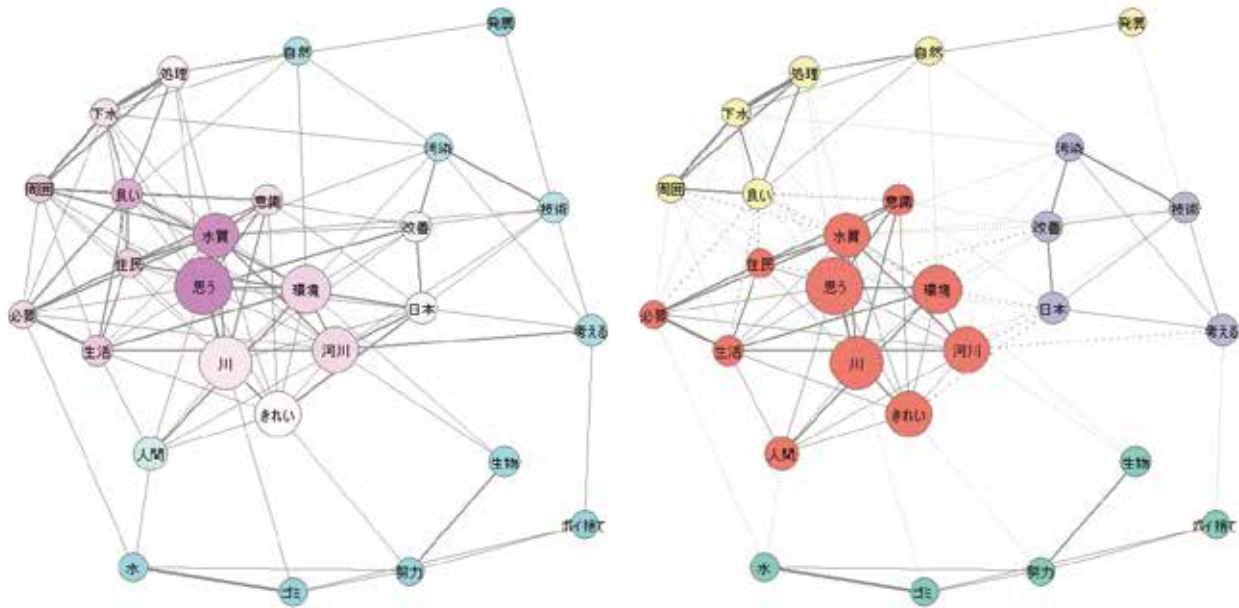 発展
自然
処理
下水
汚染
周囲
良い
意識
技術
水質
改善
住民
思う
環境
日本
必要
考える
生活
川
河川
きれい
人間
生物
ポイ捨て
水
努力
ゴミ
発展
自然
処理
下水
汚染
周囲
良い
意識
技術
水質
改善
住民
思う
環境
日本
必要
考える
生活
川
河川
きれい
人間
生物
ポイ捨て
水
努力
ゴミ